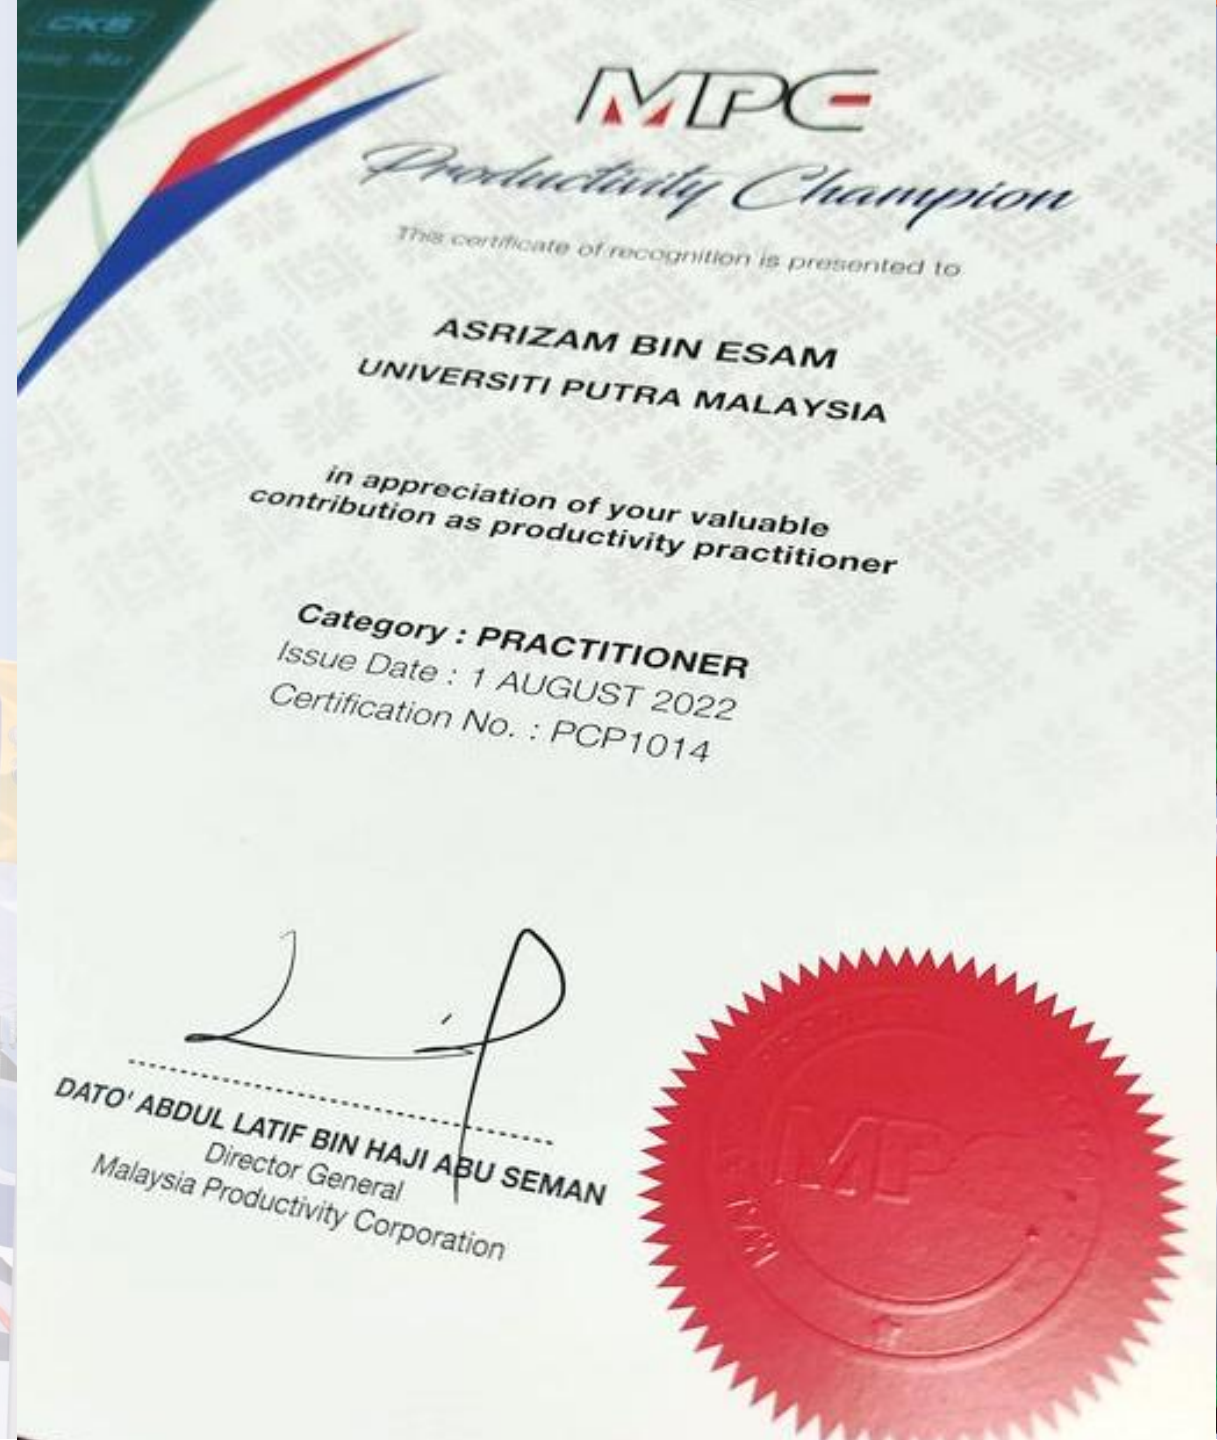 CKS
MPC
Productivity Champion
This certificate of recognition is presented to
ASRIZAM BIN ESAM
UNIVERSITI PUTRA MALAYSIA
in appreciation of your valuable
contribution as productivity practitioner
Category : PRACTITIONER
Issue Date : 1 AUGUST 2022
Certification No. : PCP1014
DATO' ABDUL LATIF BIN HAJI ABU SEMAN
Director General
Malaysia Productivity Corporation
MPC